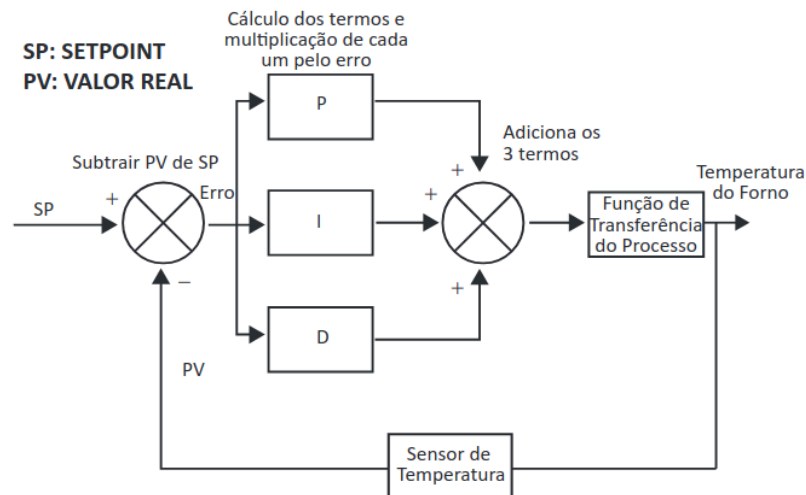 Cálculo dos termos e
multiplicação de cada
um pelo erro
SP: SETPOINT
PV: VALOR REAL
P
Adiciona os
3 termos
Subtrair PV de SP
Temperatura
do Forno
+
+
+
Erro
SP
I
Função de
Transferência
do Processo
−
+
D
PV
Sensor de
Temperatura